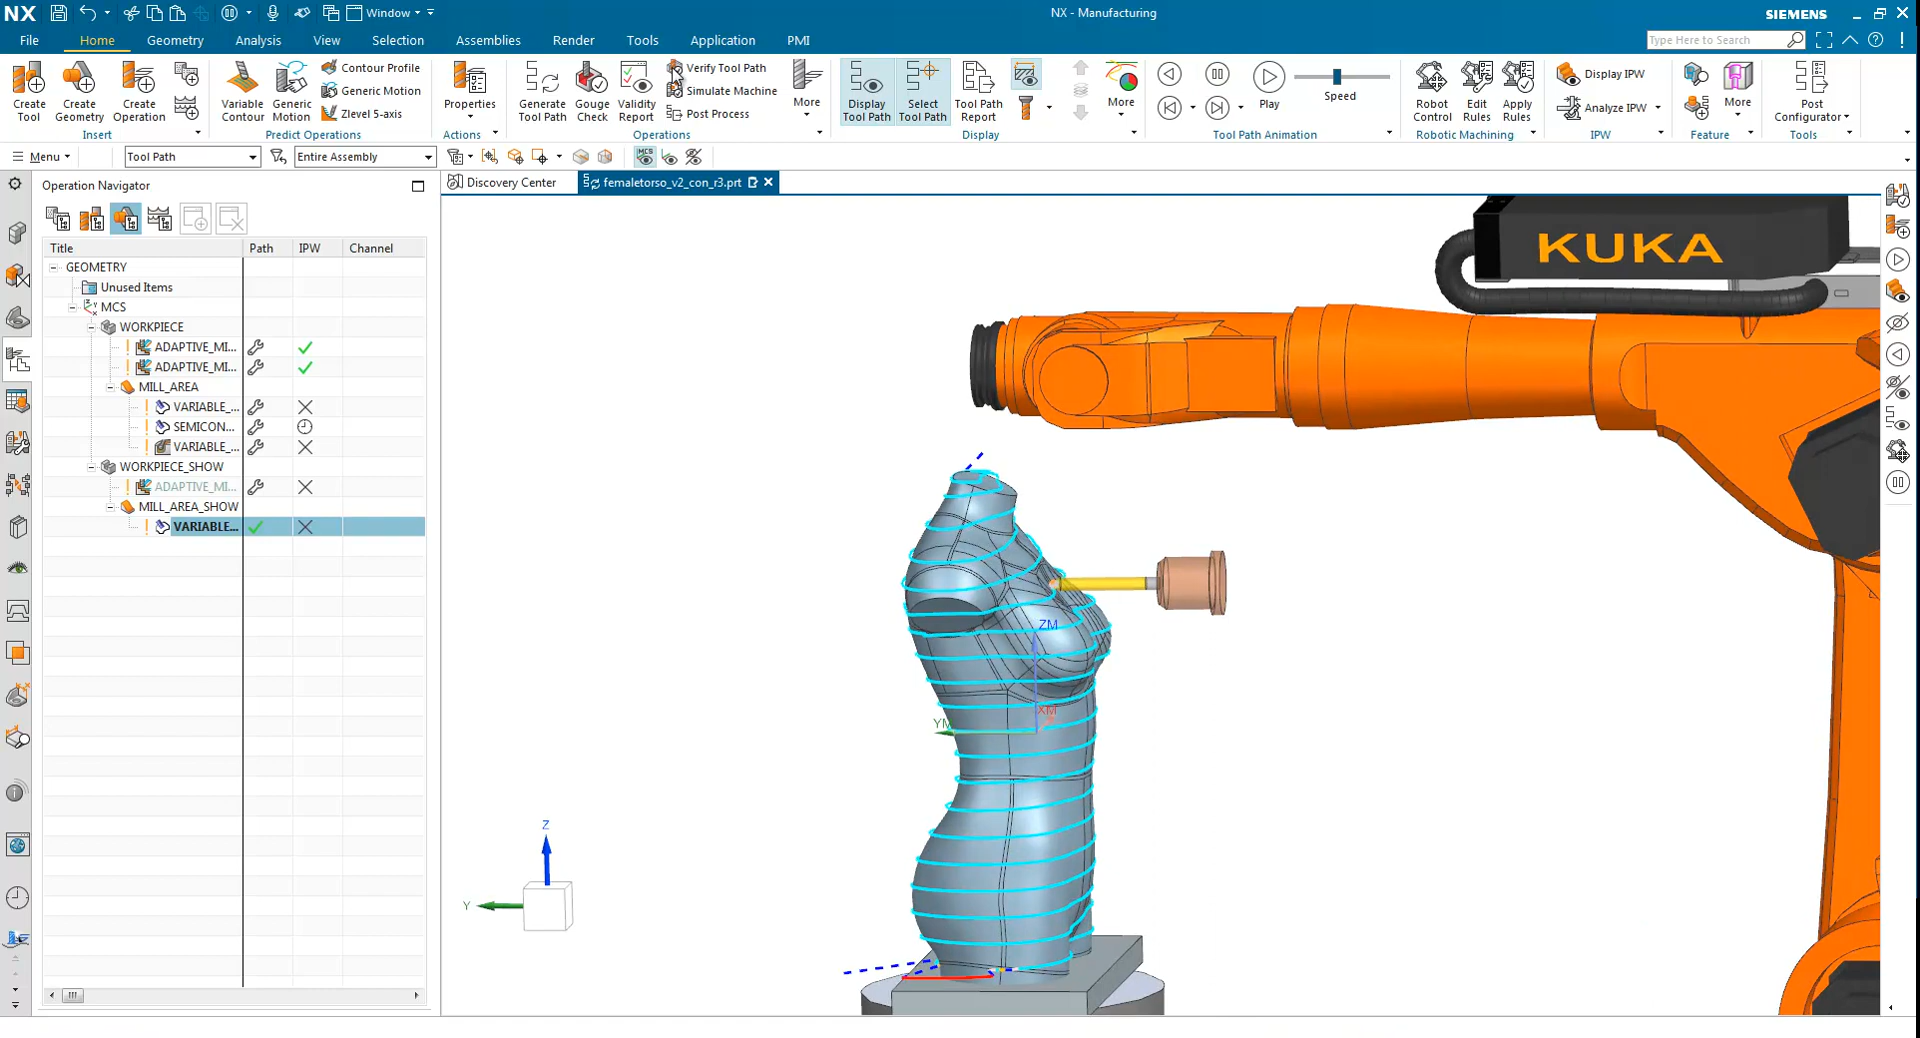 NX
Window
NX - Manufacturing
SIEMENS
File Home Geometry Analysis View Selection Assemblies Render Tools Application PMI
Type Here to Search
Create Tool
Create Geometry
Create Operation
Insert
Variable Contour
Generic Motion
Contour Profile
Generic Motion
Zlevel 5-axis
Predict Operations
Properties
Actions
Generate Tool Path
Gouge Check
Validity Report
Verify Tool Path
Simulate Machine
Post Process
More
Operations
Display Tool Path
Select Tool Path
Tool Path Report
More
Display
Play
Speed
Tool Path Animation
Robot Control
Edit Rules
Apply Rules
Robotic Machining
Display IPW
Analyze IPW
IPW
More
Feature
Post Configurator
Tools
Menu
Tool Path
Entire Assembly
MCS
Operation Navigator
Discovery Center
femaletorso_v2_con_r3.prt
Title Path IPW Channel
GEOMETRY
Unused Items
MCS
WORKPIECE
ADAPTIVE_MI...
ADAPTIVE_MI...
MILL_AREA
VARIABLE_...
SEMICON...
VARIABLE_...
WORKPIECE_SHOW
ADAPTIVE_MI...
MILL_AREA_SHOW
VARIABLE...
KUKA
ZM
XM
YM
Z
Y